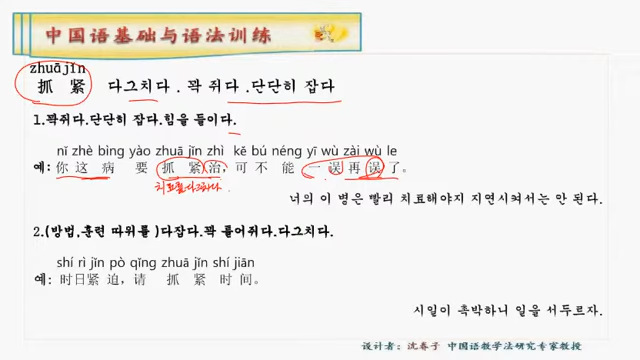 中国语基础与语法训练
zhuājǐn
抓 紧 다그치다 . 꽉 쥐다 .단단히 잡다
1.꽉쥐다.단단히 잡다.힘을 들이다.
nǐ zhè bìng yào zhuā jǐn zhì kě bú néng yī wù zài wù le
예: 你 这 病 要 抓 紧 治, 可 不 能 一 误 再 误 了。
너의 이 병은 빨리 치료해야지 지연시켜서는 안 된다.
2.(방법,훈련 따위를 )다잡다.꽉 틀어쥐다.다그치다.
shí rì jǐn pò qǐng zhuā jǐn shí jiān
예: 时日紧 迫，请 抓 紧 时 间。
시일이 촉박하니 일을 서두르자.
设计者：沈春子 中国语教学法研究专家教授